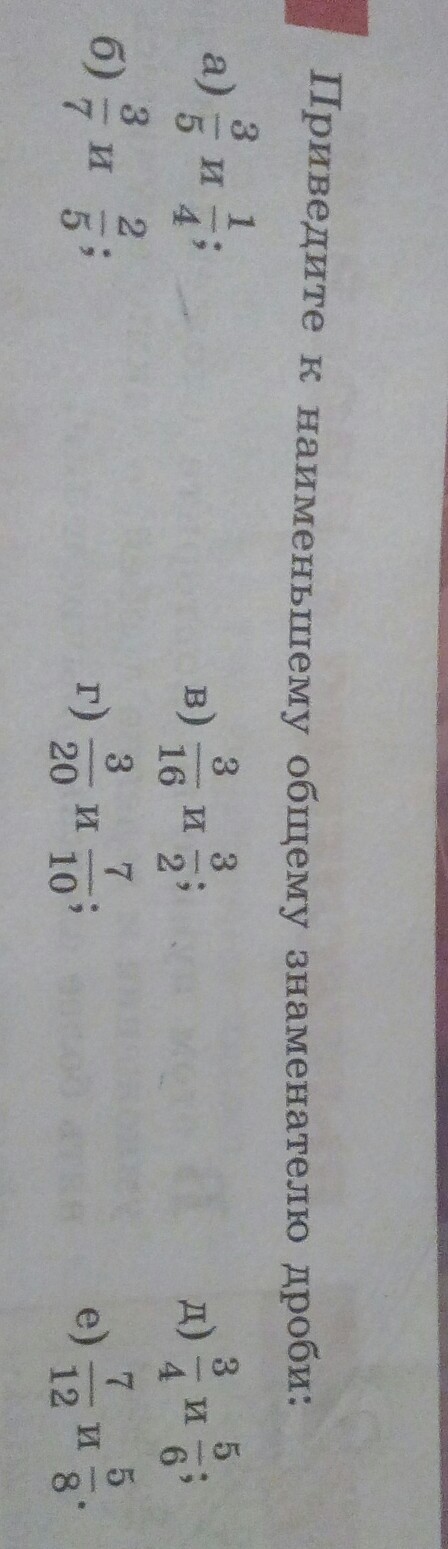 Приведите к наименьшему общему знаменателю дроби:
а) 3/5 и 1/4; в) 3/16 и 3/2; д) 3/4 и 5/6;
б) 3/7 и 2/5; г) 3/20 и 7/10; е) 7/12 и 5/8.